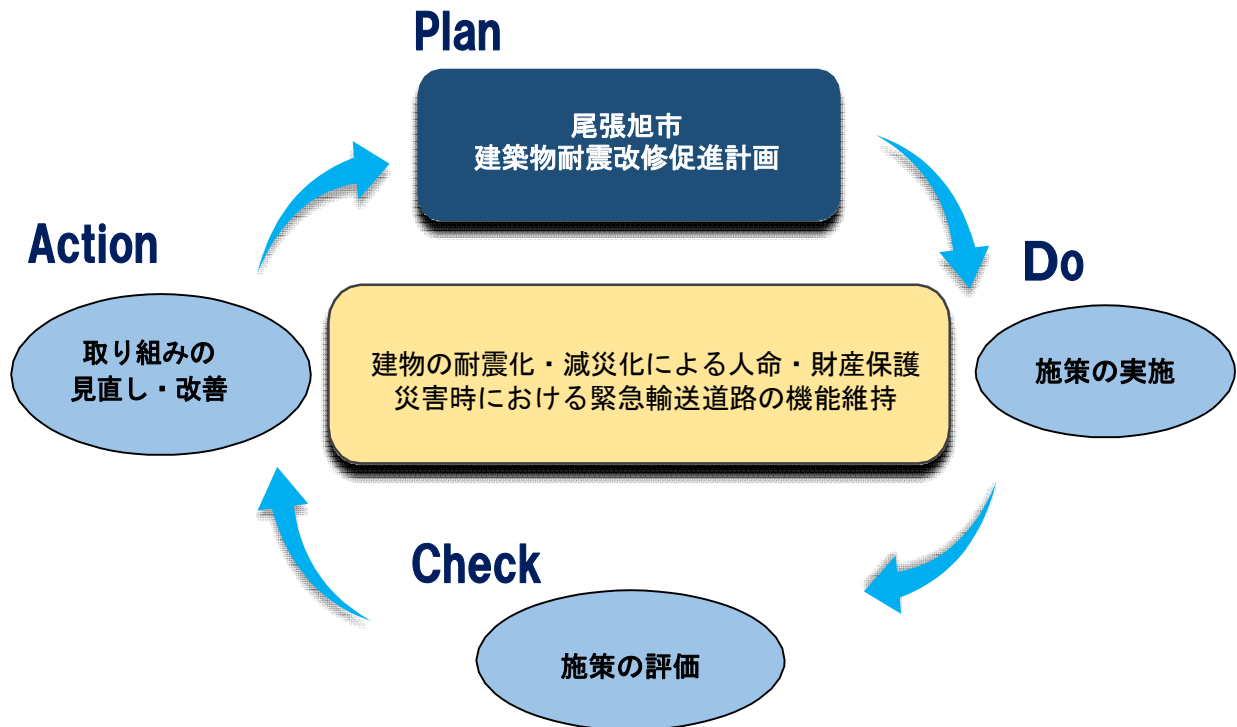 Plan
尾張旭市
建築物耐震改修促進計画
Action
Do
取り組みの
見直し・改善
建物の耐震化・減災化による人命・財産保護
災害時における緊急輸送道路の機能維持
施策の実施
Check
施策の評価